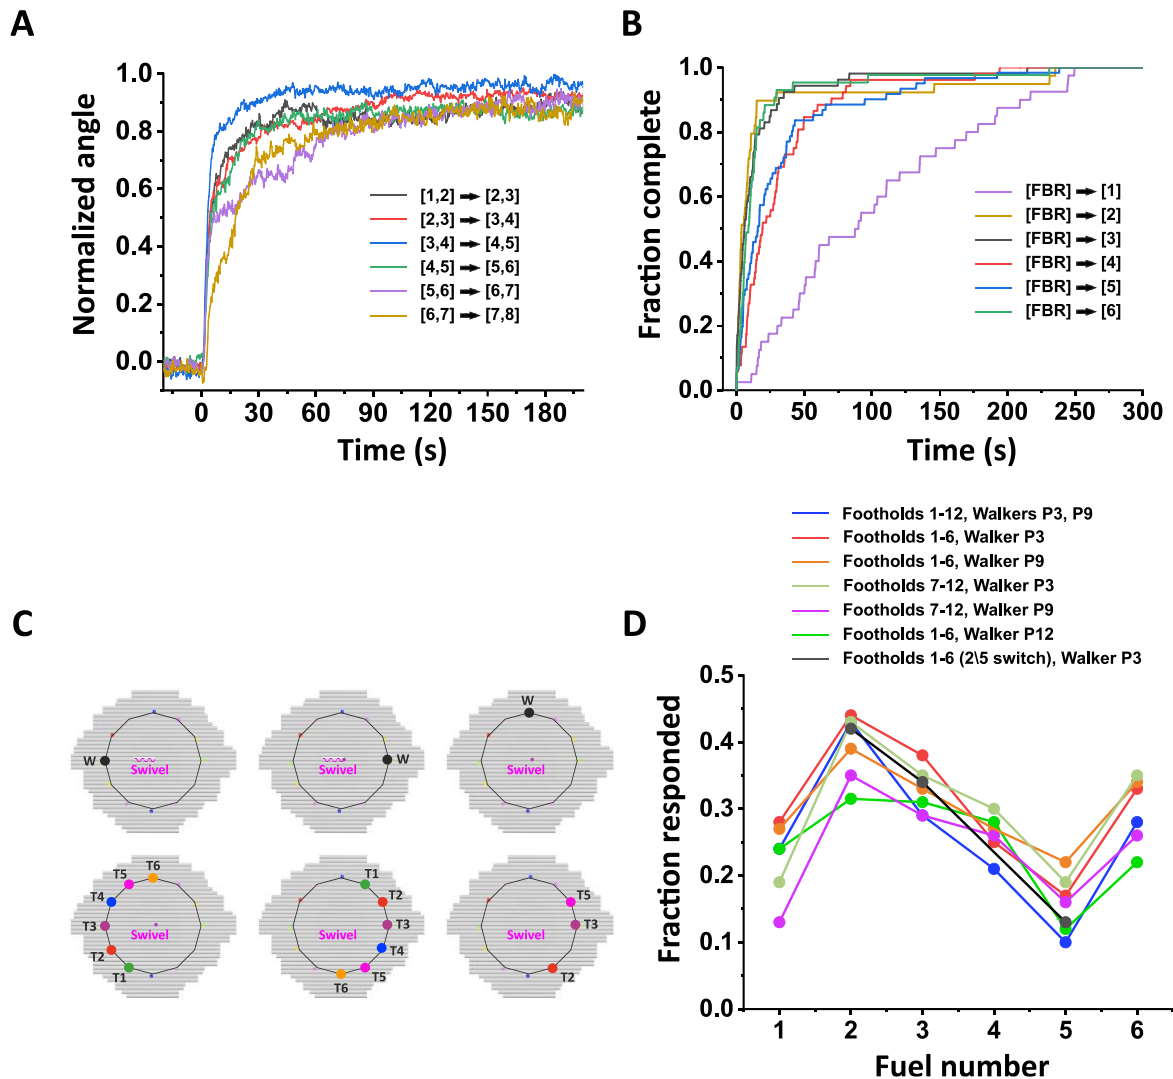 A
Normalized angle
1.0
0.8
0.6
0.4
0.2
0.0
[1,2] ➡ [2,3]
[2,3] ➡ [3,4]
[3,4] ➡ [4,5]
[4,5] ➡ [5,6]
[5,6] ➡ [6,7]
[6,7] ➡ [7,8]
0 30 60 90 120 150 180
Time (s)
B
Fraction complete
1.0
0.8
0.6
0.4
0.2
0.0
[FBR] ➡ [1]
[FBR] ➡ [2]
[FBR] ➡ [3]
[FBR] ➡ [4]
[FBR] ➡ [5]
[FBR] ➡ [6]
0 50 100 150 200 250 300
Time (s)
C
W
Swivel
W
Swivel
W
Swivel
T6
T5
T4
T3
T2
T1
Swivel
T1
T2
T3
T4
T5
T6
Swivel
T5
T3
T2
Swivel
D
Footholds 1-12, Walkers P3, P9
Footholds 1-6, Walker P3
Footholds 1-6, Walker P9
Footholds 7-12, Walker P3
Footholds 7-12, Walker P9
Footholds 1-6, Walker P12
Footholds 1-6 (2\5 switch), Walker P3
Fraction responded
0.5
0.4
0.3
0.2
0.1
0.0
1 2 3 4 5 6
Fuel number